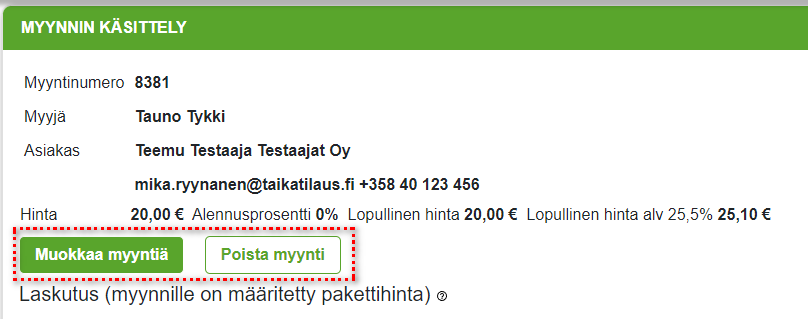 MYYNNIN KÄSITTELY
Myyntinumero 8381
Myyjä Tauno Tykki
Asiakas Teemu Testaaja Testaajat Oy
mika.ryynanen@taikatilaus.fi +358 40 123 456
Hinta 20,00 € Alennusprosentti 0% Lopullinen hinta 20,00 € Lopullinen hinta alv 25,5% 25,10 €
Muokkaa myyntiä Poista myynti
Laskutus (myynnille on määritetty pakettihinta) ?